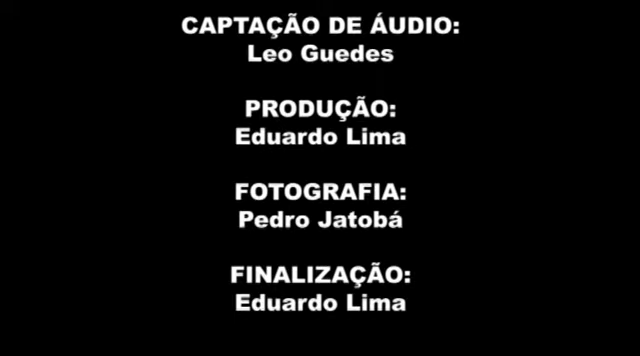 CAPTAÇÃO DE ÁUDIO:
Leo Guedes
PRODUÇÃO:
Eduardo Lima
FOTOGRAFIA:
Pedro Jatobá
FINALIZAÇÃO:
Eduardo Lima